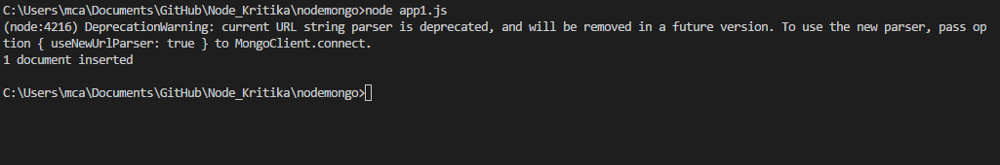 C:\Users\mca\Documents\GitHub\Node_Kritika\nodemongo>node app1.js
(node:4216) DeprecationWarning: current URL string parser is deprecated, and will be removed in a future version. To use the new parser, pass op
tion { useNewUrlParser: true } to MongoClient.connect.
1 document inserted
C:\Users\mca\Documents\GitHub\Node_Kritika\nodemongo>